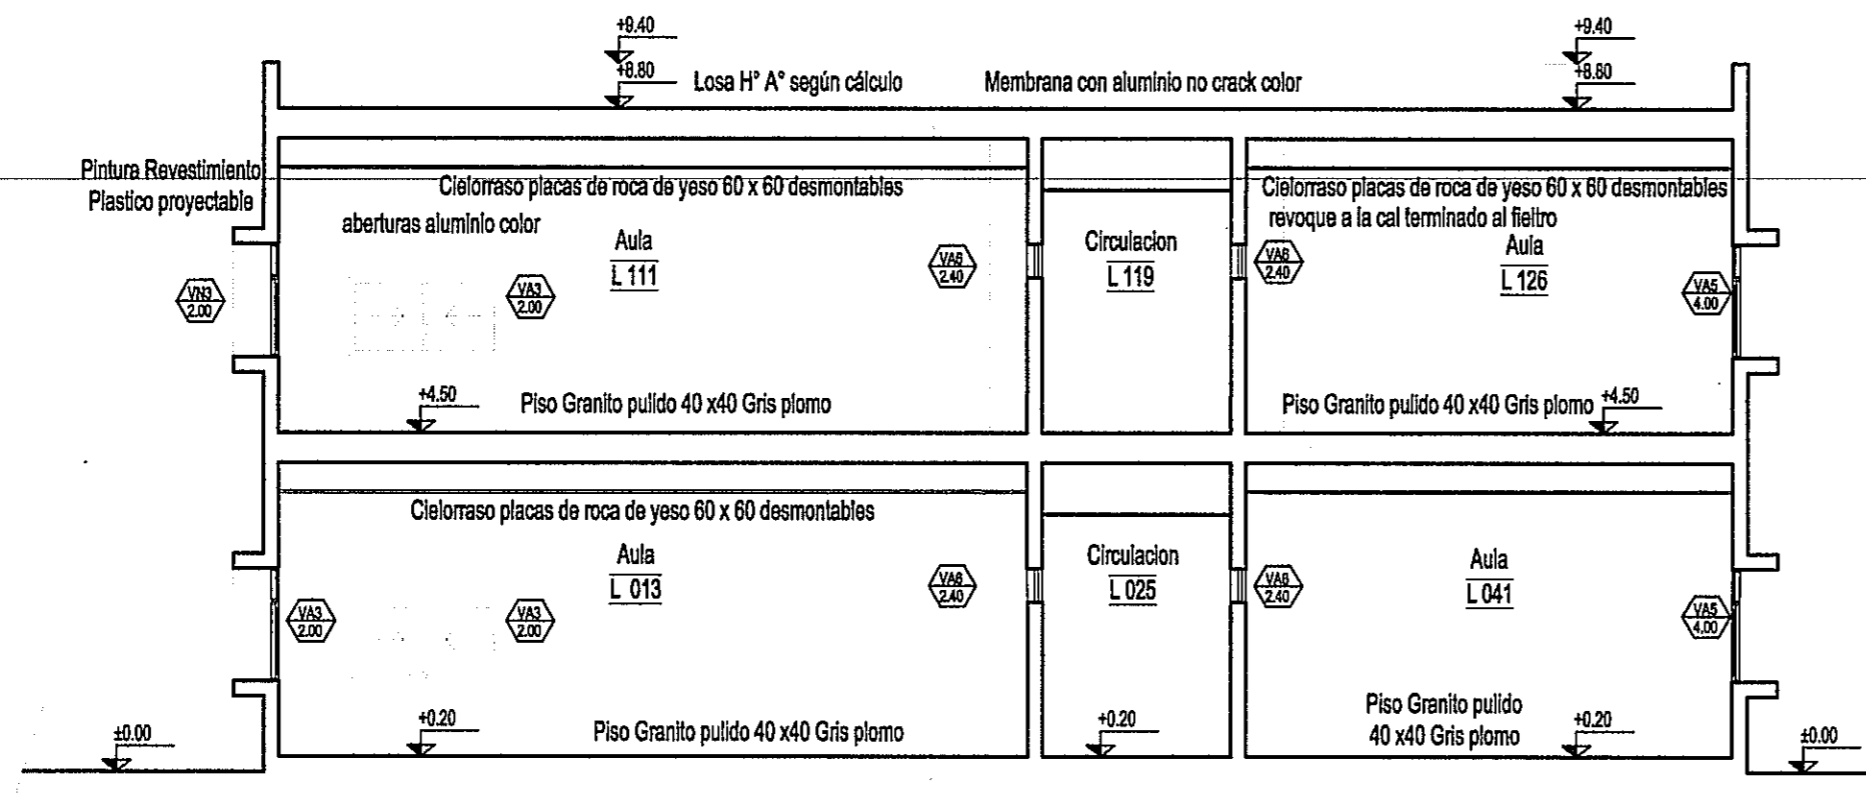 +9.40
+9.40
+8.80
Losa H° A° según cálculo
Membrana con aluminio no crack color
+8.80
Pintura Revestimiento
Plastico proyectable
Cielorraso placas de roca de yeso 60 x 60 desmontables
Cielorraso placas de roca de yeso 60 x 60 desmontables
aberturas aluminio color
revoque a la cal terminado al fieltro
Aula
L 111
Circulacion
L 119
Aula
L 126
VN3
2.00
VA3
2.00
VA6
2.40
VA6
2.40
VA5
4.00
+4.50
Piso Granito pulido 40 x40 Gris plomo
Piso Granito pulido 40 x40 Gris plomo
+4.50
Cielorraso placas de roca de yeso 60 x 60 desmontables
Aula
L 013
Circulacion
L 025
Aula
L 041
VA3
2.00
VA3
2.00
VA6
2.40
VA6
2.40
VA5
4.00
±0.00
+0.20
Piso Granito pulido 40 x40 Gris plomo
+0.20
Piso Granito pulido
40 x40 Gris plomo
+0.20
±0.00